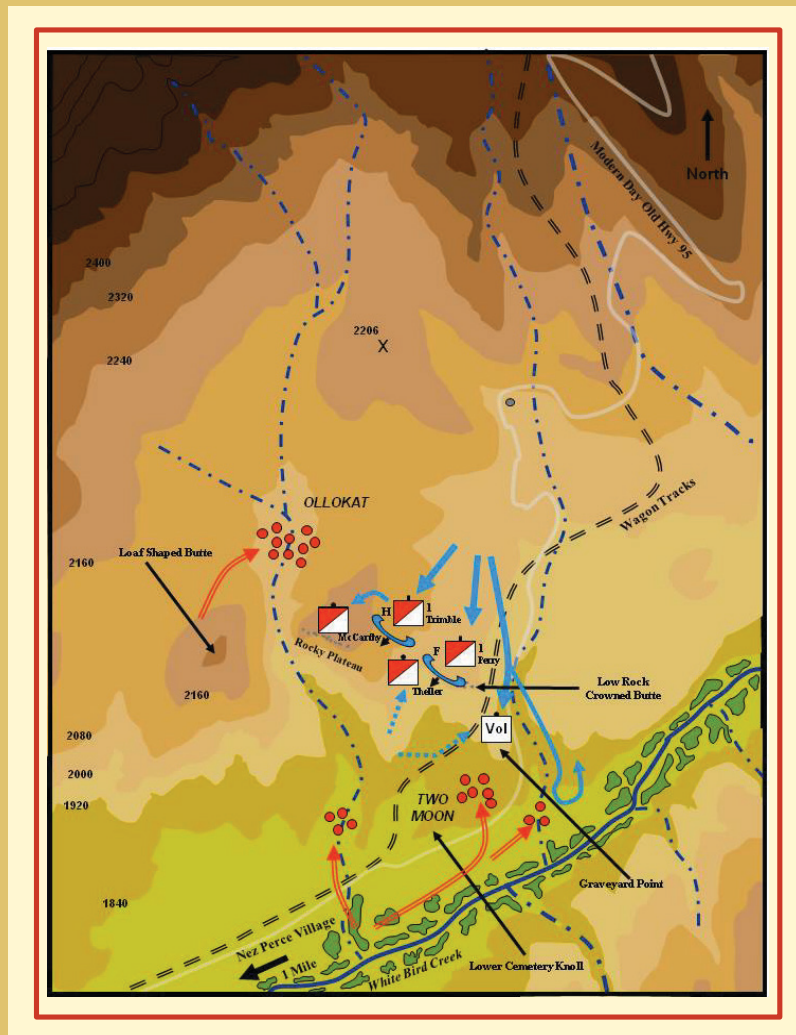 North
Modern Day Old Hwy 95
2400
2320
2206
X
2240
Wagon Tracks
OLLOKAT
Loaf Shaped Butte
2160
H
1
Trimble
McCarthy
F
1
Perry
Rocky Plateau
Theller
Low Rock
Crowned Butte
2160
Vol
2080
2000
1920
TWO
MOON
Graveyard Point
1840
Nez Perce Village
1 Mile
White Bird Creek
Lower Cemetery Knoll